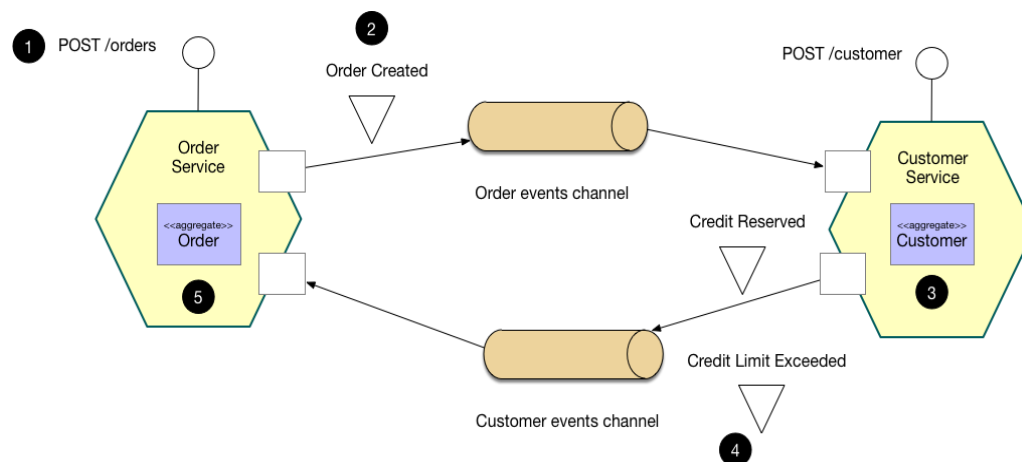 1 POST /orders
2
Order Created
POST /customer
Order
Service
Customer
Service
Order events channel
<<aggregate>>
Order
Credit Reserved
<<aggregate>>
Customer
5
3
Credit Limit Exceeded
Customer events channel
4